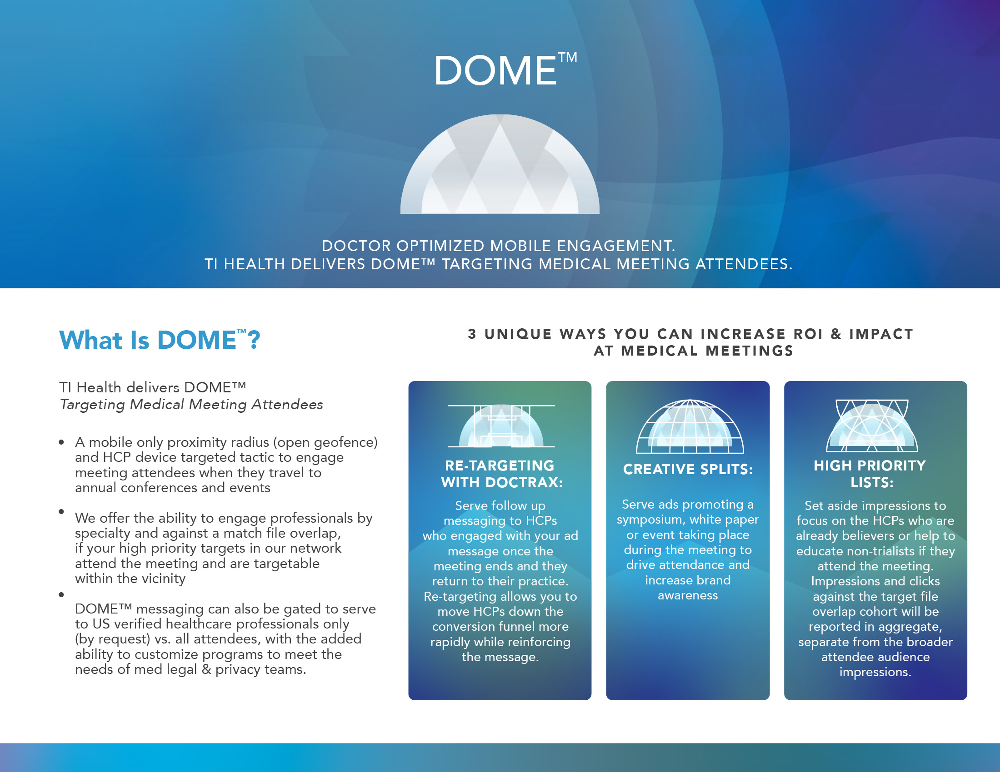 DOME™
DOCTOR OPTIMIZED MOBILE ENGAGEMENT.
TI HEALTH DELIVERS DOME™ TARGETING MEDICAL MEETING ATTENDEES.
What Is DOME™?
TI Health delivers DOME™
Targeting Medical Meeting Attendees
• A mobile only proximity radius (open geofence)
and HCP device targeted tactic to engage
meeting attendees when they travel to
annual conferences and events
• We offer the ability to engage professionals by
specialty and against a match file overlap,
if your high priority targets in our network
attend the meeting and are targetable
within the vicinity
• DOME™ messaging can also be gated to serve
to US verified healthcare professionals only
(by request) vs. all attendees, with the added
ability to customize programs to meet the
needs of med legal & privacy teams.
3 UNIQUE WAYS YOU CAN INCREASE ROI & IMPACT
AT MEDICAL MEETINGS
RE-TARGETING
WITH DOCTRAX:
Serve follow up
messaging to HCPs
who engaged with your ad
message once the
meeting ends and they
return to their practice.
Re-targeting allows you to
move HCPs down the
conversion funnel more
rapidly while reinforcing
the message.
CREATIVE SPLITS:
Serve ads promoting a
symposium, white paper
or event taking place
during the meeting to
drive attendance and
increase brand
awareness
HIGH PRIORITY
LISTS:
Set aside impressions to
focus on the HCPs who are
already believers or help to
educate non-trialists if they
attend the meeting.
Impressions and clicks
against the target file
overlap cohort will be
reported in aggregate,
separate from the broader
attendee audience
impressions.